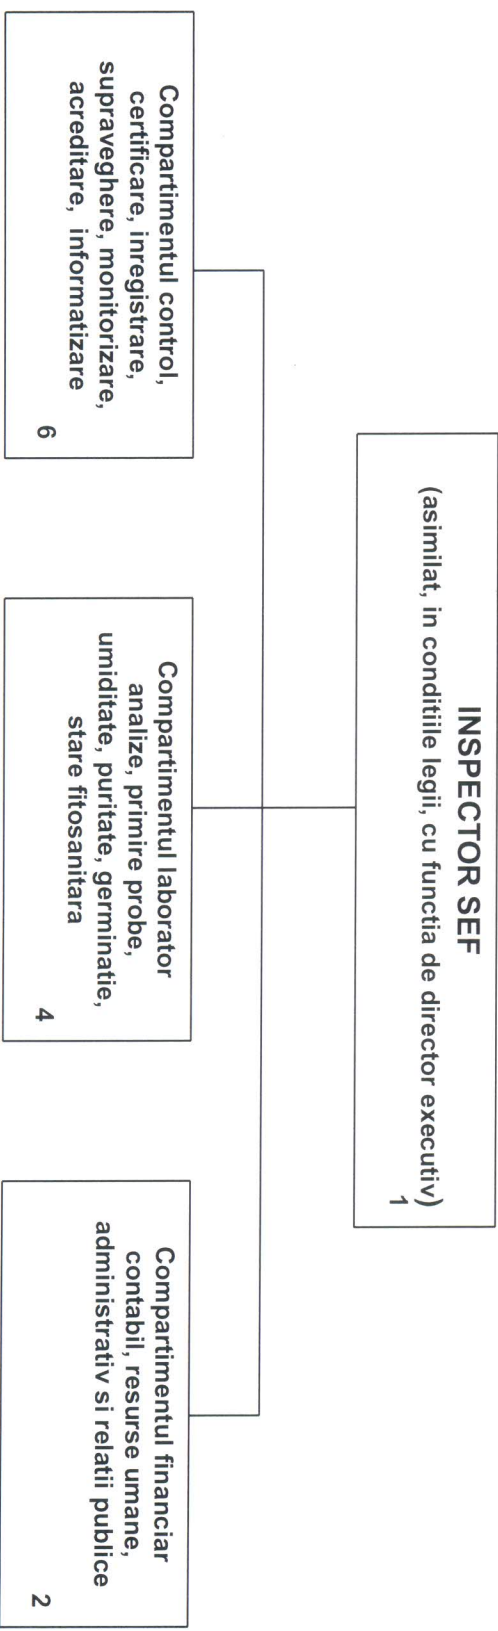 INSPECTOR SEF
(asimilat, in conditiile legii, cu functia de director executiv)
1
Compartimentul control,
certificare, inregistrare,
supraveghere, monitorizare,
acreditare, informatizare
6
Compartimentul laborator
analize, primire probe,
umiditate, puritate, germinatie,
stare fitosanitara
4
Compartimentul financiar
contabil, resurse umane,
administrativ si relatii publice
2